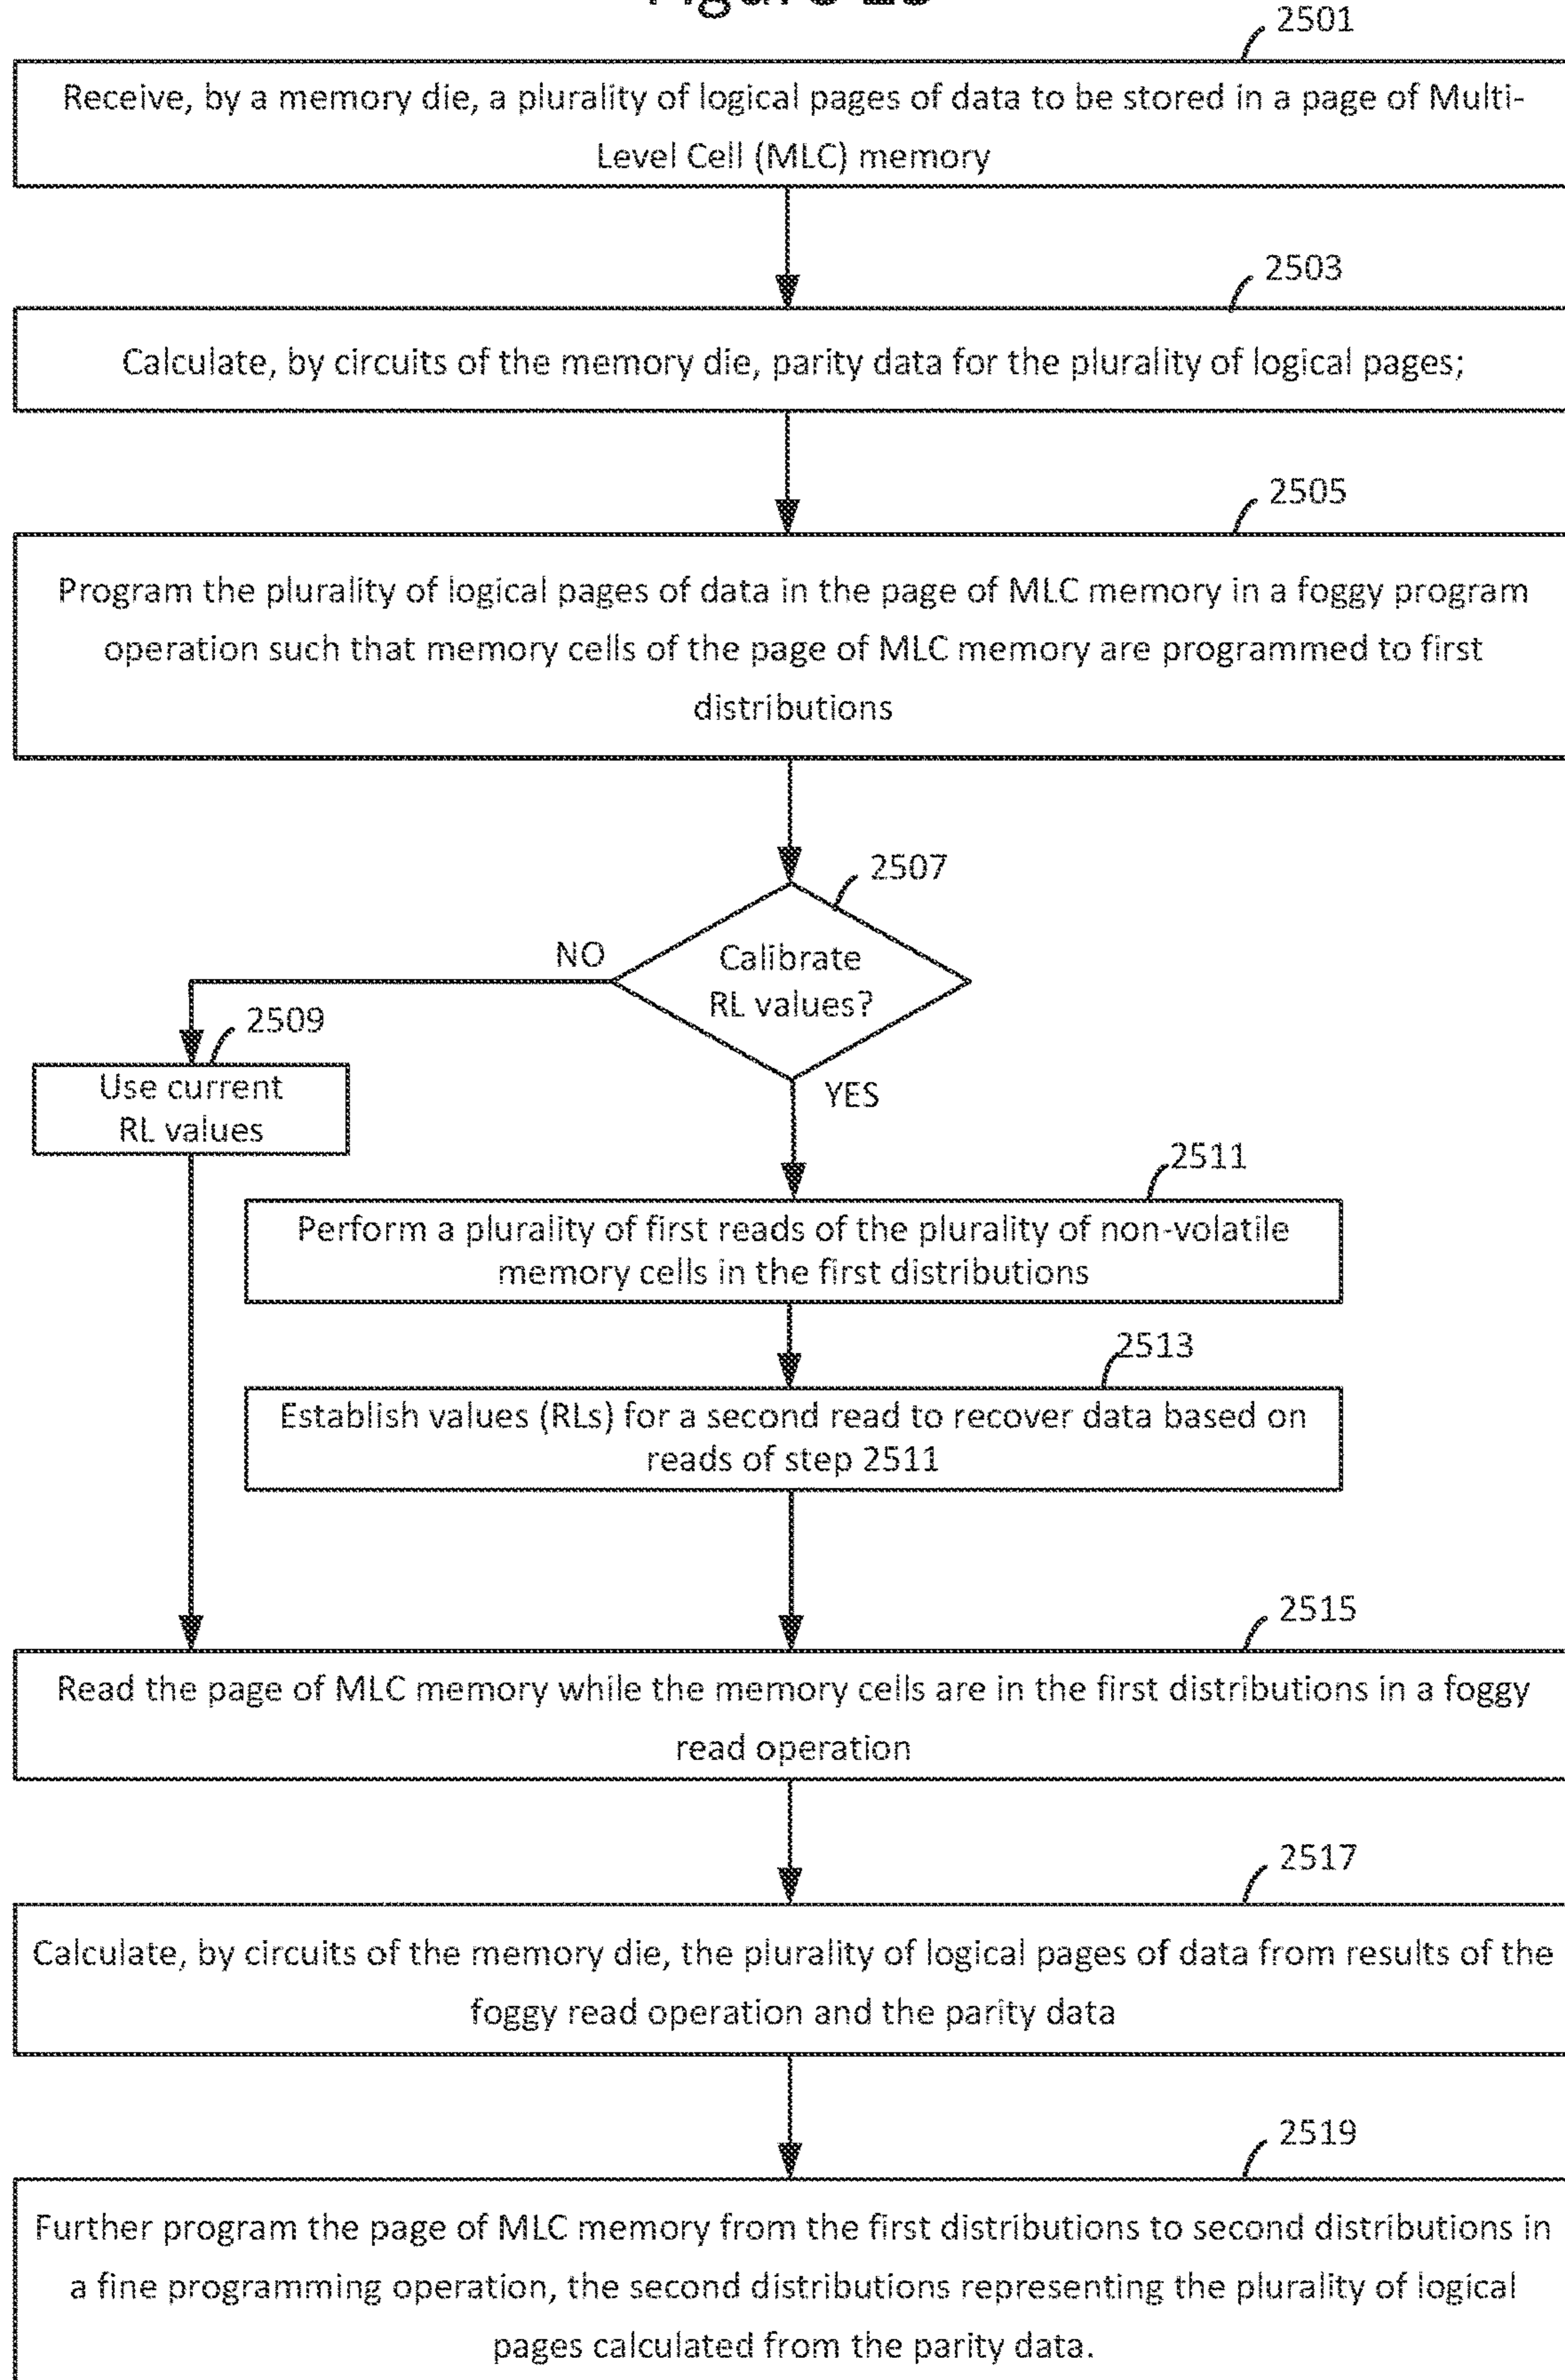 2501
Receive, by a memory die, a plurality of logical pages of data to be stored in a page of Multi-
Level Cell (MLC) memory
2503
Calculate, by circuits of the memory die, parity data for the plurality of logical pages;
2505
Program the plurality of logical pages of data in the page of MLC memory in a foggy program
operation such that memory cells of the page of MLC memory are programmed to first
distributions
2507
NO
Calibrate
RL values?
2509
Use current
RL values
YES
2511
Perform a plurality of first reads of the plurality of non-volatile
memory cells in the first distributions
2513
Establish values (RLs) for a second read to recover data based on
reads of step 2511
2515
Read the page of MLC memory while the memory cells are in the first distributions in a foggy
read operation
2517
Calculate, by circuits of the memory die, the plurality of logical pages of data from results of the
foggy read operation and the parity data
2519
Further program the page of MLC memory from the first distributions to second distributions in
a fine programming operation, the second distributions representing the plurality of logical
pages calculated from the parity data.